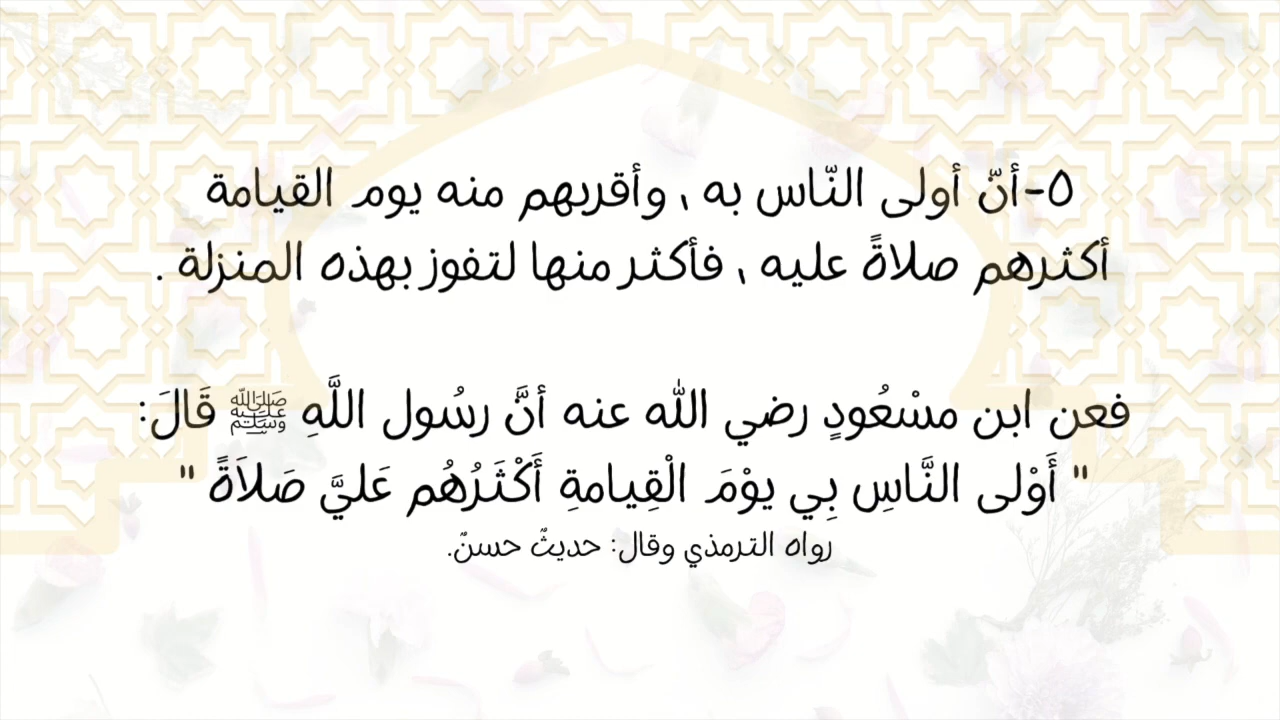 ٥-أنّ أولى النّاس به ، وأقربهم منه يوم القيامة
أكثرهم صلاةً عليه ، فأكثر منها لتفوز بهذه المنزلة .
فعن ابن مسْعُودٍ رضي الله عنه أنَّ رسُول اللَّهِ ﷺ قَالَ:
" أَوْلى النَّاسِ بِي يوْمَ الْقِيامةِ أَكْثَرُهُم عَليَّ صَلاَةً "
رواه الترمذي وقال: حديثٌ حسنٌ.